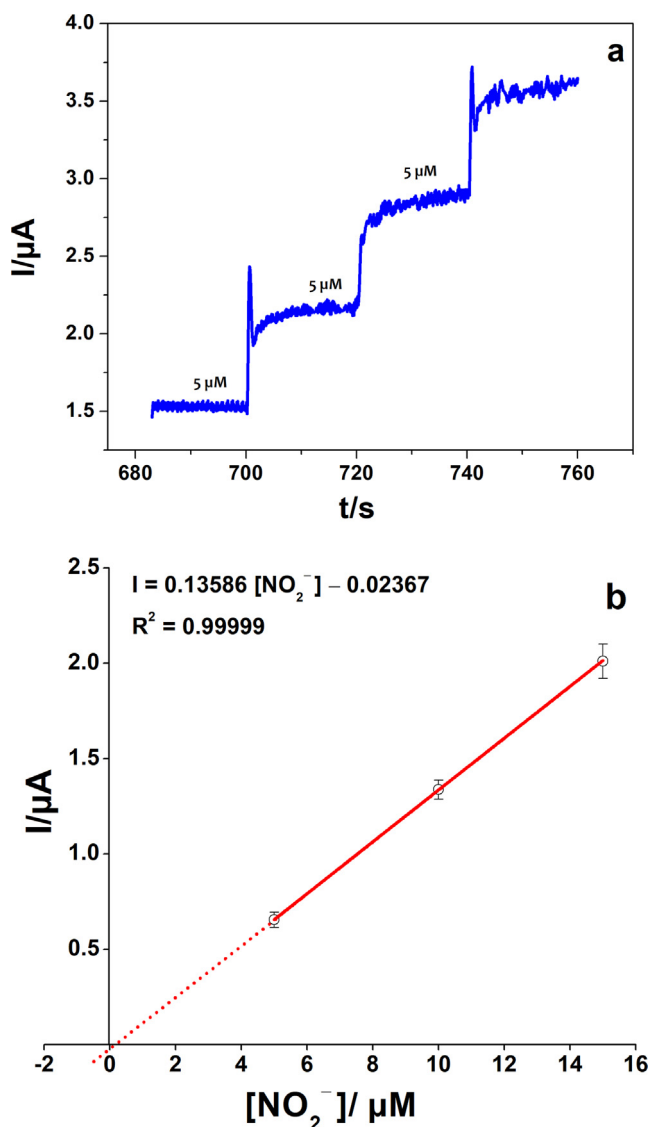 a
4.0
3.5
3.0
2.5
2.0
1.5
I/µA
5 µM
5 µM
5 µM
680 700 720 740 760
t/s
b
I = 0.13586 [NO₂⁻] – 0.02367
R² = 0.99999
2.5
2.0
1.5
1.0
0.5
I/µA
-2 0 2 4 6 8 10 12 14 16
[NO₂⁻]/ µM